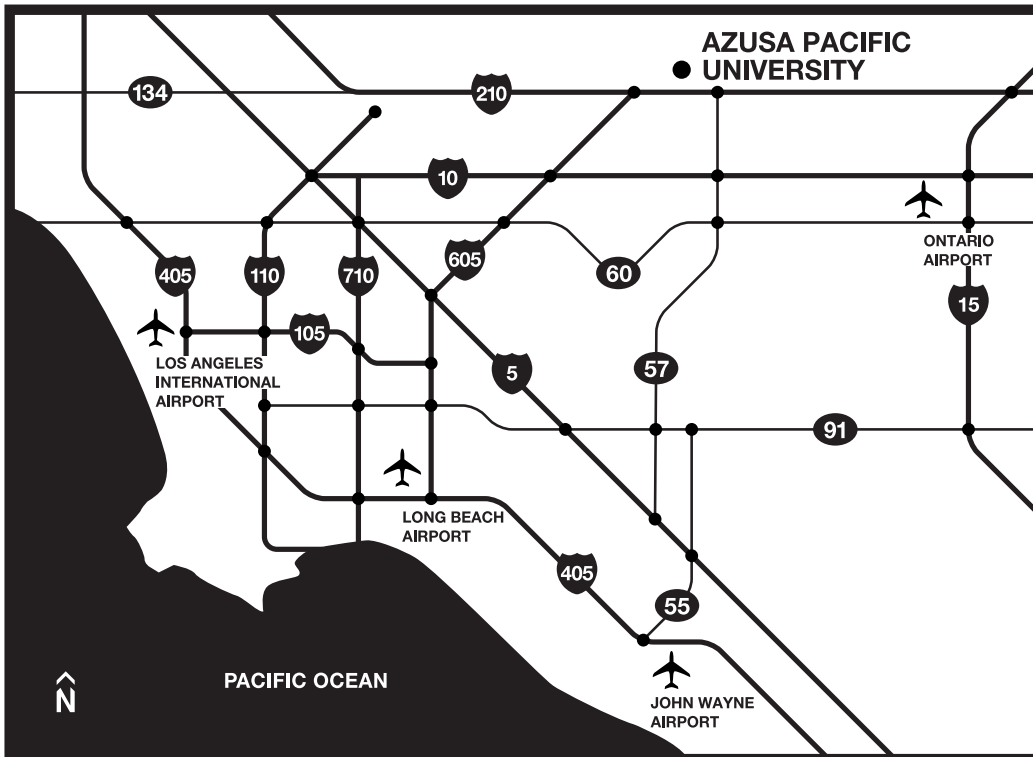 AZUSA PACIFIC
UNIVERSITY
134
210
10
ONTARIO
AIRPORT
405
110
710
605
60
15
105
LOS ANGELES
INTERNATIONAL
AIRPORT
5
57
91
LONG BEACH
AIRPORT
405
55
PACIFIC OCEAN
N
JOHN WAYNE
AIRPORT